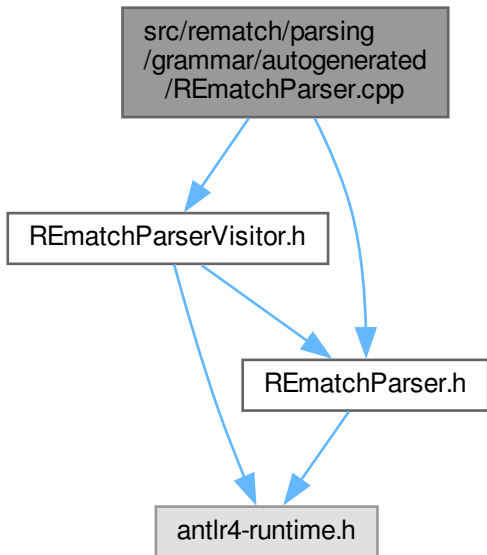 src/rematch/parsing
/grammar/autogenerated
/REmatchParser.cpp
REmatchParserVisitor.h
REmatchParser.h
antlr4-runtime.h